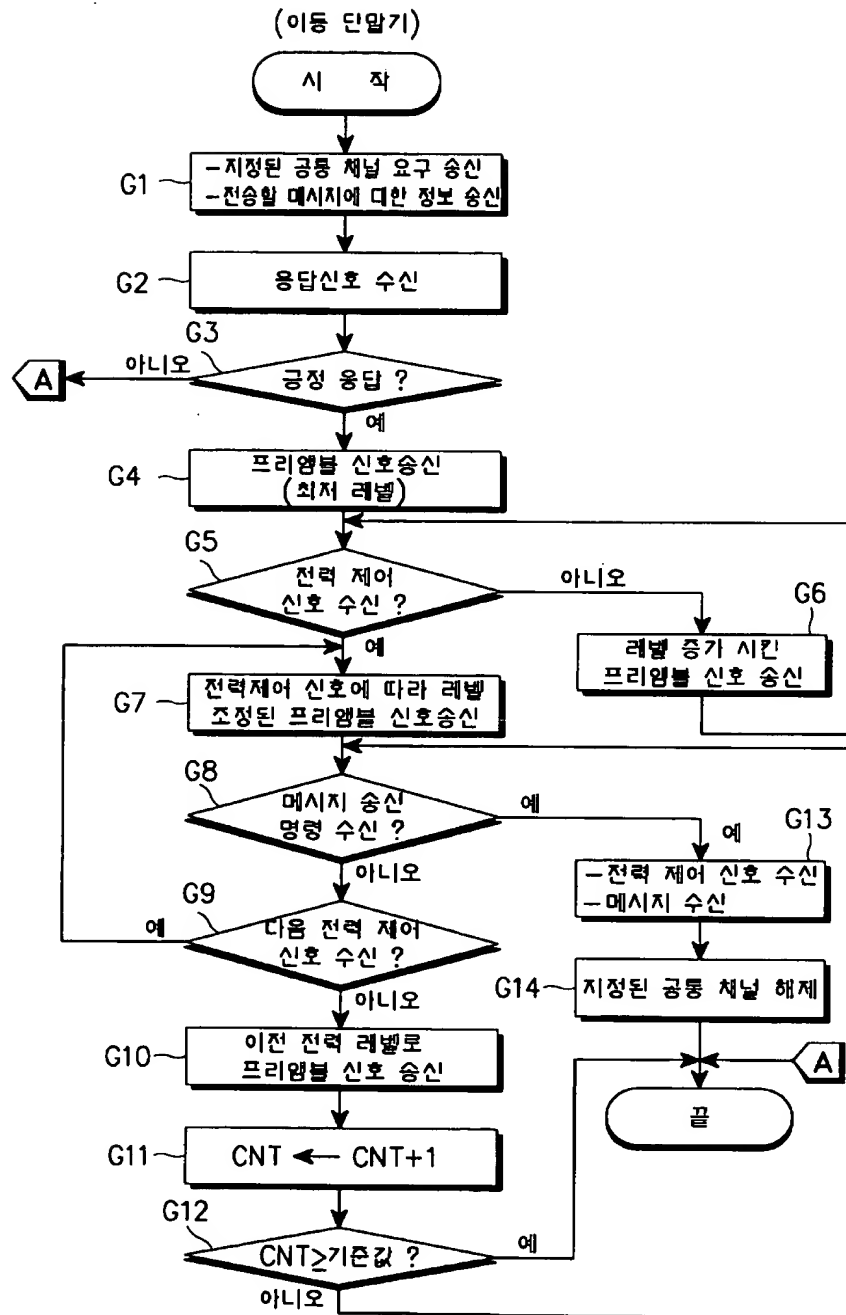 (이동 단말기)
시 작
G1
-지정된 공통 채널 요구 송신
-전송할 메시지에 대한 정보 송신
G2
응답신호 수신
G3
아니오
A
긍정 응답 ?
예
G4
프리앰블 신호송신
(최저 레벨)
G5
전력 제어
신호 수신 ?
아니오
예
G6
레벨 증가 시킨
프리앰블 신호 송신
G7
전력제어 신호에 따라 레벨
조정된 프리앰블 신호송신
G8
메시지 송신
명령 수신 ?
예
예
G13
아니오
-전력 제어 신호 수신
-메시지 수신
G9
예
다음 전력 제어
신호 수신 ?
아니오
G14
지정된 공통 채널 해제
G10
이전 전력 레벨로
프리앰블 신호 송신
A
끝
G11
CNT ← CNT+1
G12
CNT≥기준값 ?
예
아니오